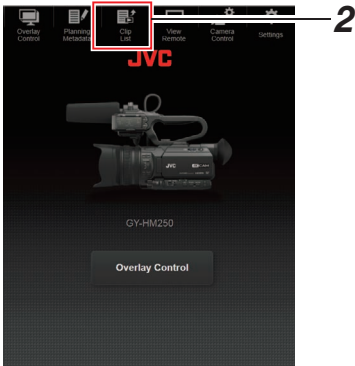 2
Overlay Control
Planning Metadata
Clip List
View Remote
Camera Control
Settings
JVC
JVC
GY-HM250
Overlay Control